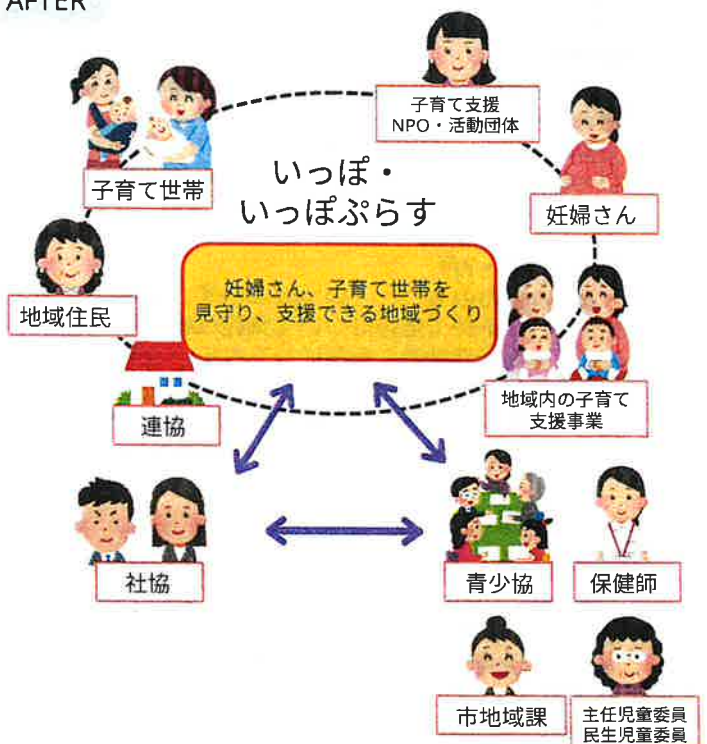 AFTER
子育て支援
NPO・活動団体
子育て世帯
いっぽ・
いっぽぷらす
妊婦さん
地域住民
妊婦さん、子育て世帯を
見守り、支援できる地域づくり
連協
地域内の子育て
支援事業
社協
青少協
保健師
市地域課
主任児童委員
民生児童委員